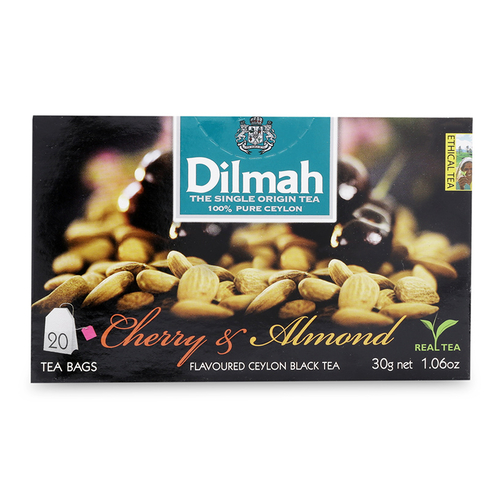 Dilmah
THE SINGLE ORIGIN TEA
100% PURE CEYLON
ETHICAL TEA
20
Cherry & Almond
REAL TEA
TEA BAGS
FLAVOURED CEYLON BLACK TEA
30g net 1.06oz